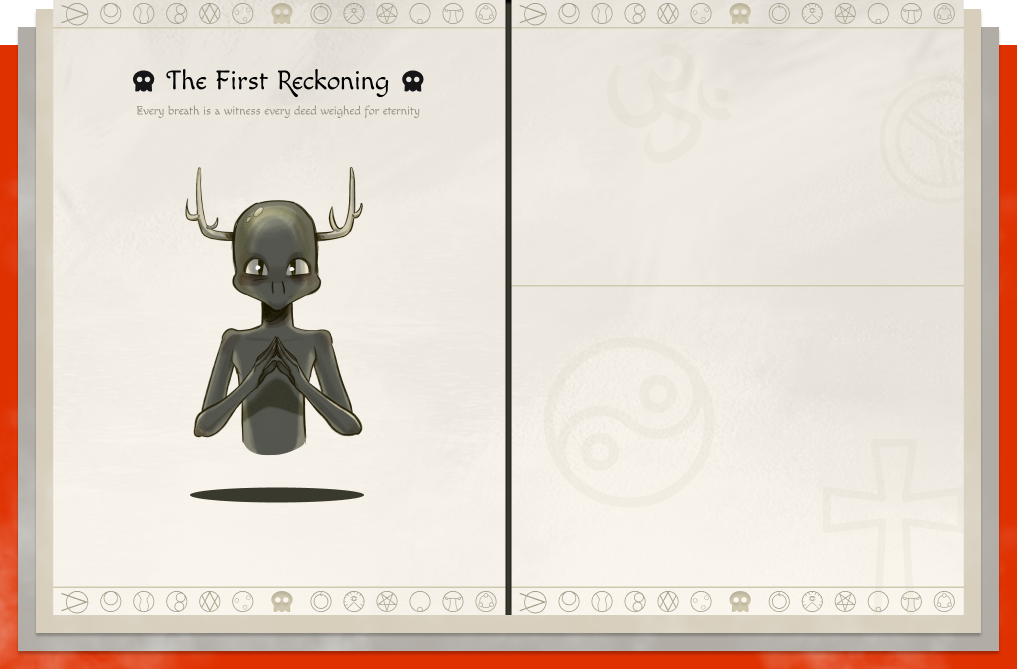 The First Reckoning
Every breath is a witness every deed weighed for eternity